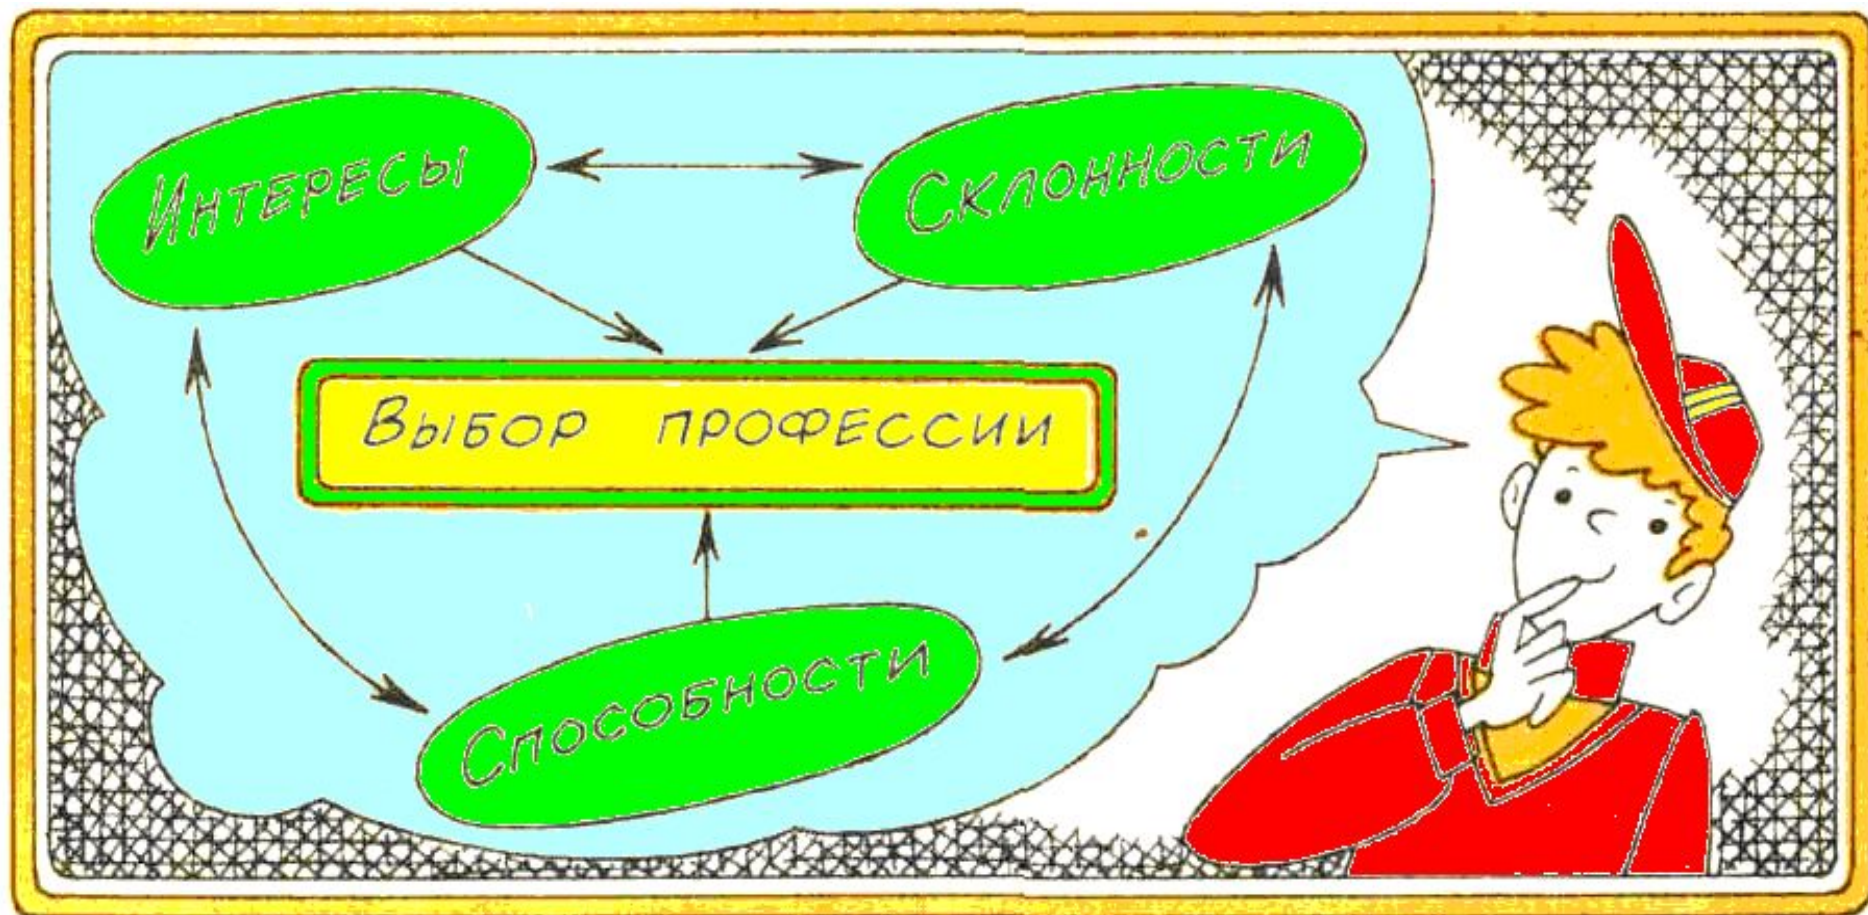 Интересы
Склонности
Выбор профессии
Способности